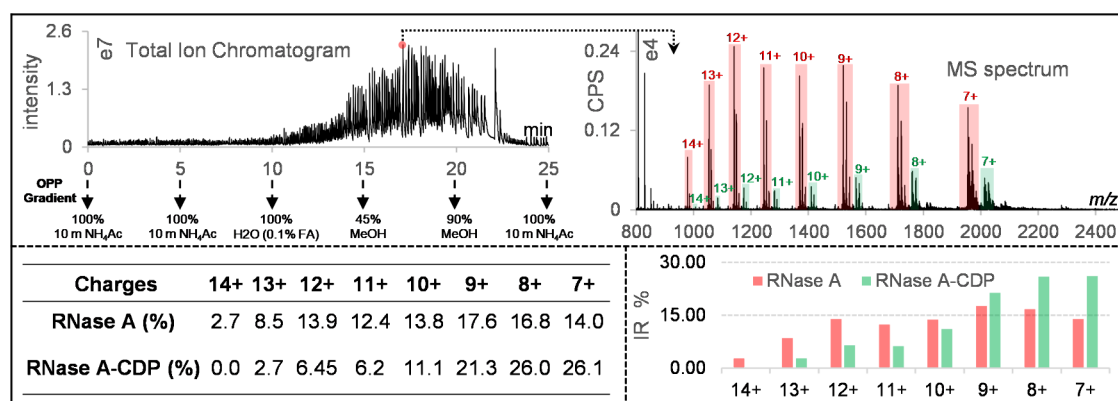 Total Ion Chromatogram
e7
intensity
2.6
1.3
0
0 5 10 15 20 25
min
OPP
Gradient
100% 100% 100% 45% 90% 100%
10 m NH₄Ac 10 m NH₄Ac H2O (0.1% FA) MeOH MeOH 10 m NH₄Ac
MS spectrum
e4
CPS
0.24
0.12
0
14+ 13+ 12+ 11+ 10+ 9+ 8+ 7+
14+ 13+ 12+ 11+ 10+ 9+ 8+ 7+
m/z
800 1000 1200 1400 1600 1800 2000 2200 2400
Charges 14+ 13+ 12+ 11+ 10+ 9+ 8+ 7+
RNase A (%) 2.7 8.5 13.9 12.4 13.8 17.6 16.8 14.0
RNase A-CDP (%) 0.0 2.7 6.45 6.2 11.1 21.3 26.0 26.1
IR %
30.00
15.00
0.00
RNase A RNase A-CDP
14+ 13+ 12+ 11+ 10+ 9+ 8+ 7+